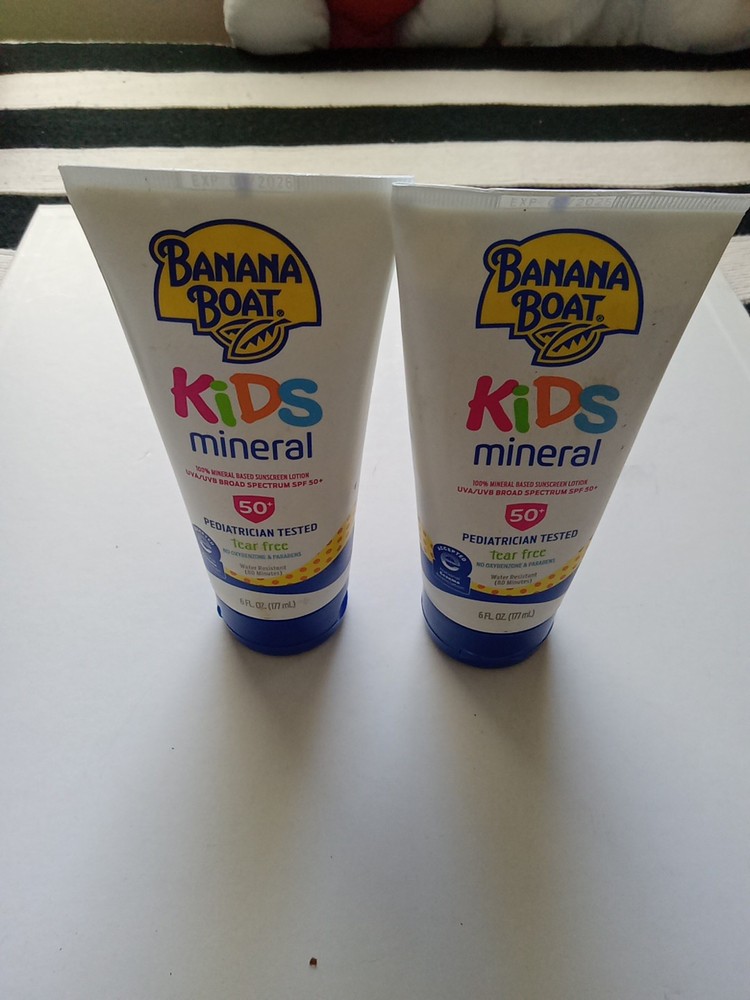 EXP 2026
BANANA
BOAT®
KiDS
mineral
100% MINERAL BASED SUNSCREEN LOTION
UVA/UVB BROAD SPECTRUM SPF 50+
50+
PEDIATRICIAN TESTED
tear free
NO OXYBENZONE & PARABENS
Water Resistant
(80 Minutes)
6 FL. OZ. (177 mL)
EXP
BANANA
BOAT®
KiDS
mineral
100% MINERAL BASED SUNSCREEN LOTION
UVA/UVB BROAD SPECTRUM SPF 50+
50+
PEDIATRICIAN TESTED
tear free
NO OXYBENZONE & PARABENS
Water Resistant
(80 Minutes)
6 FL. OZ. (177 mL)